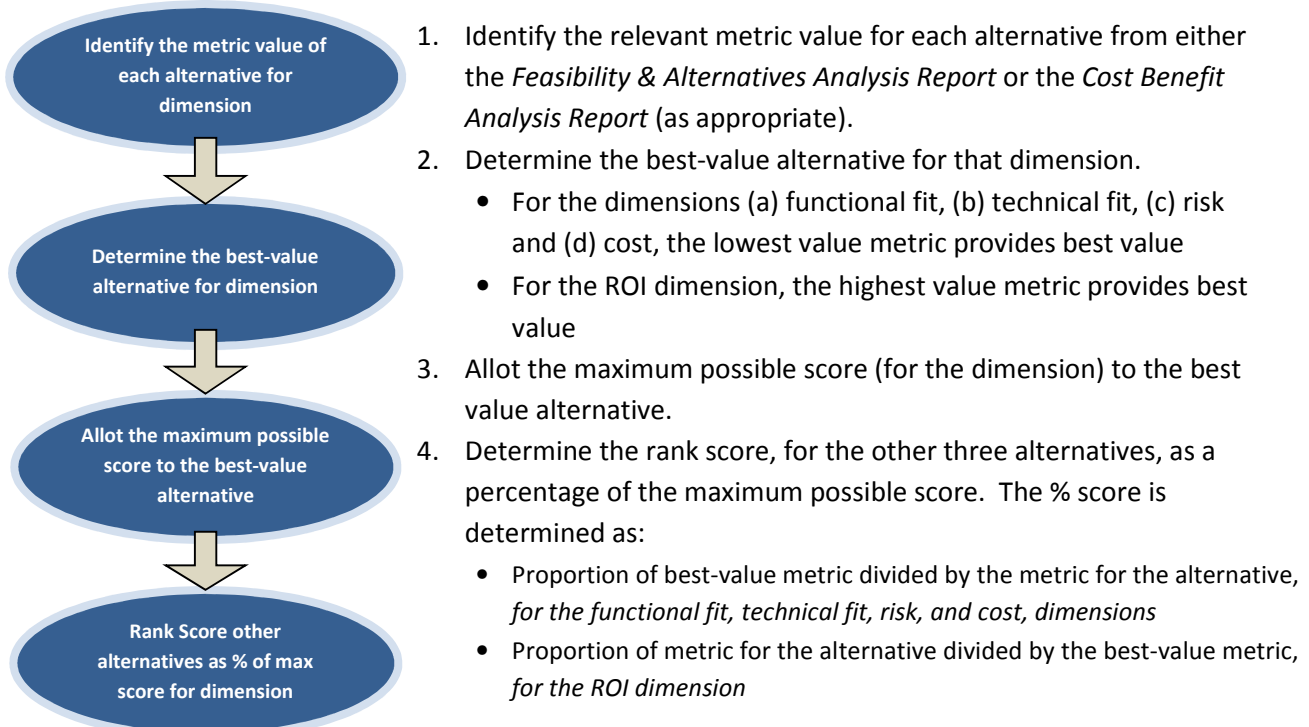 Identify the metric value of
each alternative for
dimension
Determine the best-value
alternative for dimension
Allot the maximum possible
score to the best-value
alternative
Rank Score other
alternatives as % of max
score for dimension
1. Identify the relevant metric value for each alternative from either
the Feasibility & Alternatives Analysis Report or the Cost Benefit
Analysis Report (as appropriate).
2. Determine the best-value alternative for that dimension.
• For the dimensions (a) functional fit, (b) technical fit, (c) risk
and (d) cost, the lowest value metric provides best value
• For the ROI dimension, the highest value metric provides best
value
3. Allot the maximum possible score (for the dimension) to the best
value alternative.
4. Determine the rank score, for the other three alternatives, as a
percentage of the maximum possible score. The % score is
determined as:
• Proportion of best-value metric divided by the metric for the alternative,
for the functional fit, technical fit, risk, and cost, dimensions
• Proportion of metric for the alternative divided by the best-value metric,
for the ROI dimension